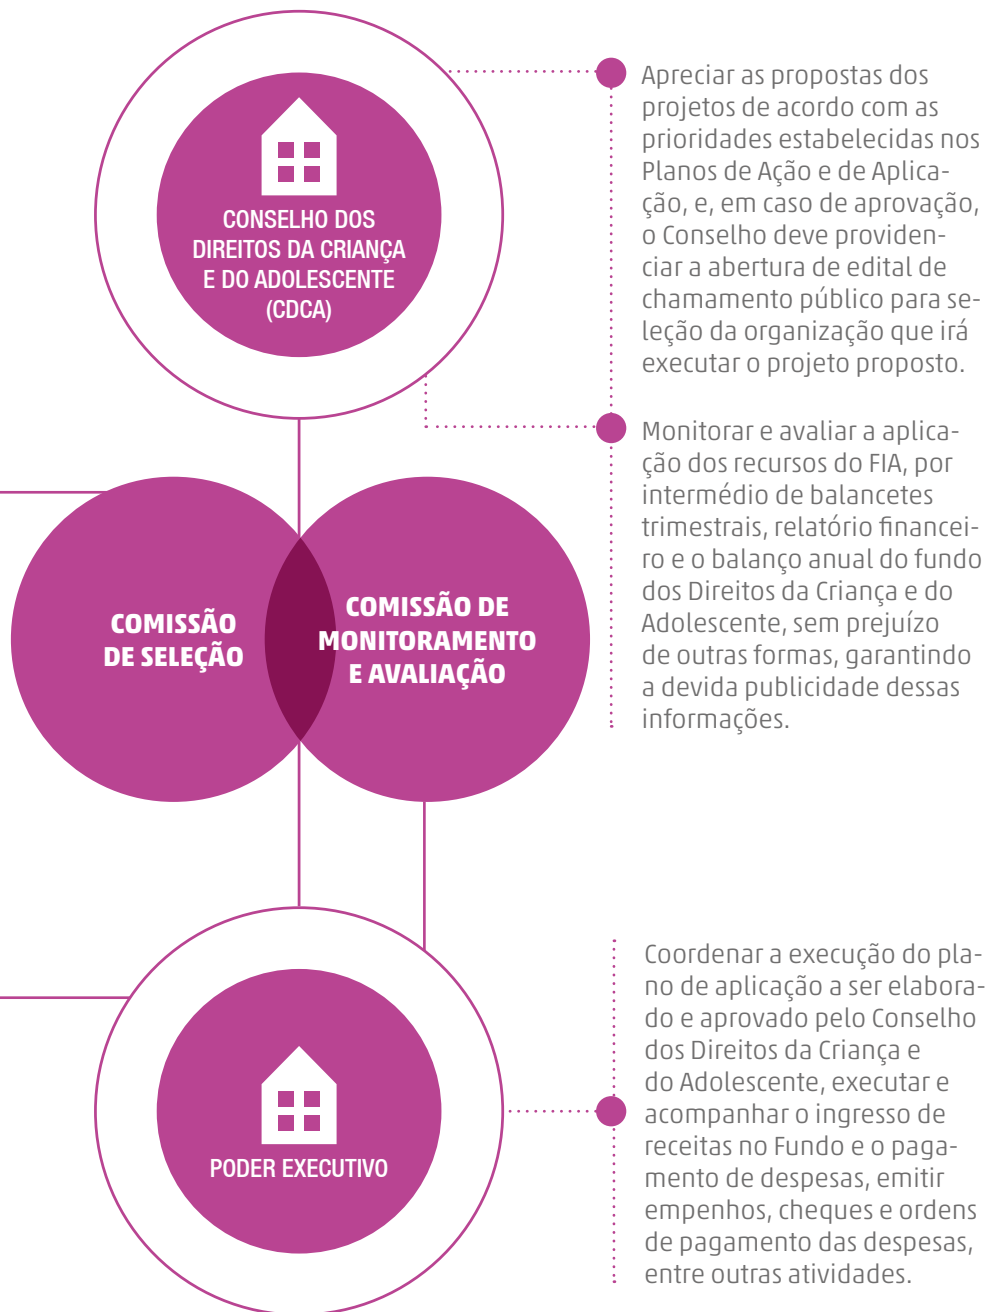 CONSELHO DOS
DIREITOS DA CRIANÇA
E DO ADOLESCENTE
(CDCA)
Apreciar as propostas dos
projetos de acordo com as
prioridades estabelecidas nos
Planos de Ação e de Aplica-
ção, e, em caso de aprovação,
o Conselho deve providen-
ciar a abertura de edital de
chamamento público para se-
leção da organização que irá
executar o projeto proposto.
Monitorar e avaliar a aplica-
ção dos recursos do FIA, por
intermédio de balancetes
trimestrais, relatório financei-
ro e o balanço anual do fundo
dos Direitos da Criança e do
Adolescente, sem prejuízo
de outras formas, garantindo
a devida publicidade dessas
informações.
COMISSÃO
DE SELEÇÃO
COMISSÃO DE
MONITORAMENTO
E AVALIAÇÃO
PODER EXECUTIVO
Coordenar a execução do pla-
no de aplicação a ser elabora-
do e aprovado pelo Conselho
dos Direitos da Criança e
do Adolescente, executar e
acompanhar o ingresso de
receitas no Fundo e o paga-
mento de despesas, emitir
empenhos, cheques e ordens
de pagamento das despesas,
entre outras atividades.